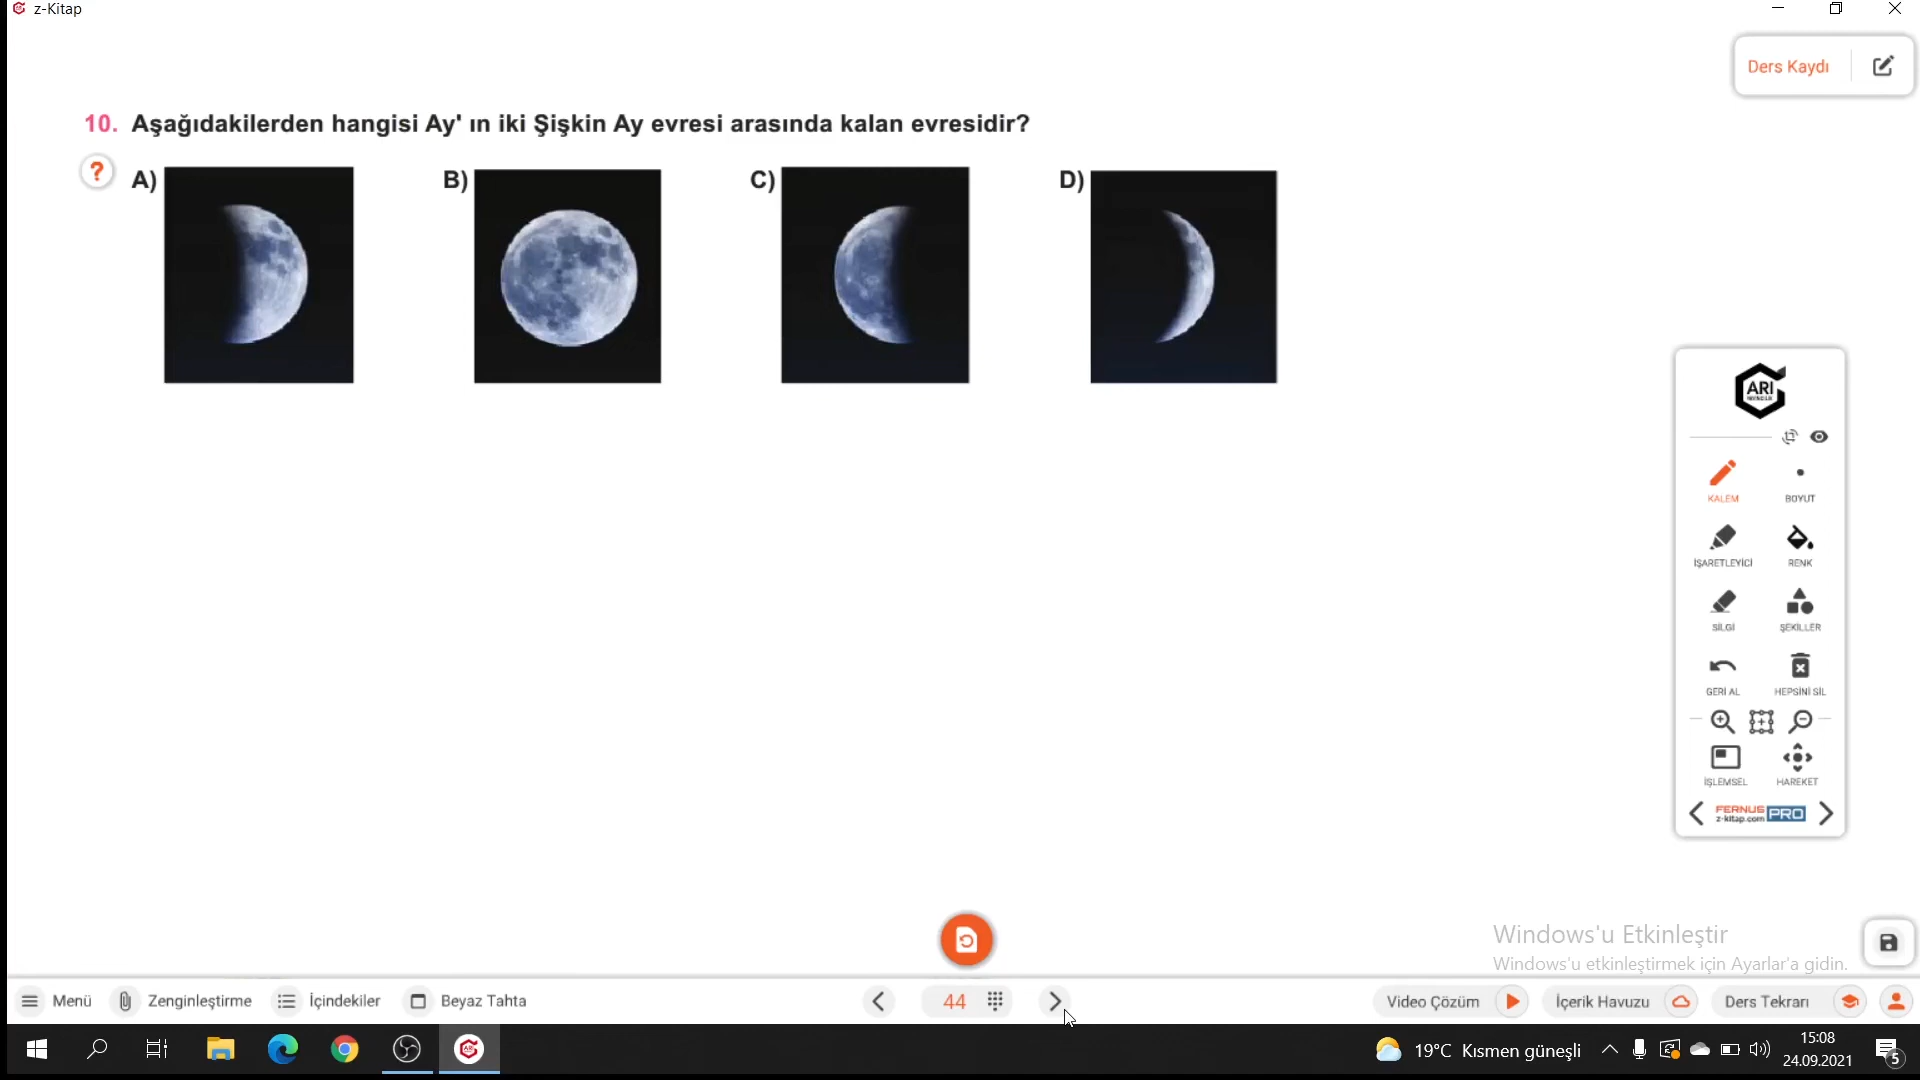 z-Kitap
Ders Kaydı
10. Aşağıdakilerden hangisi Ay' ın iki Şişkin Ay evresi arasında kalan evresidir?
?
A)
B)
C)
D)
ARI
KALEM
BOYUT
İŞARETLEYİCİ
RENK
SİLGİ
ŞEKİLLER
GERİ AL
HEPSİNİ SİL
İŞLEMSEL
HAREKET
FERNUS
z-kitap.com PRO
Windows'u Etkinleştir
Windows'u etkinleştirmek için Ayarlar'a gidin.
Menü
Zenginleştirme
İçindekiler
Beyaz Tahta
44
Video Çözüm
İçerik Havuzu
Ders Tekrarı
19°C Kısmen güneşli
15:08
24.09.2021
5